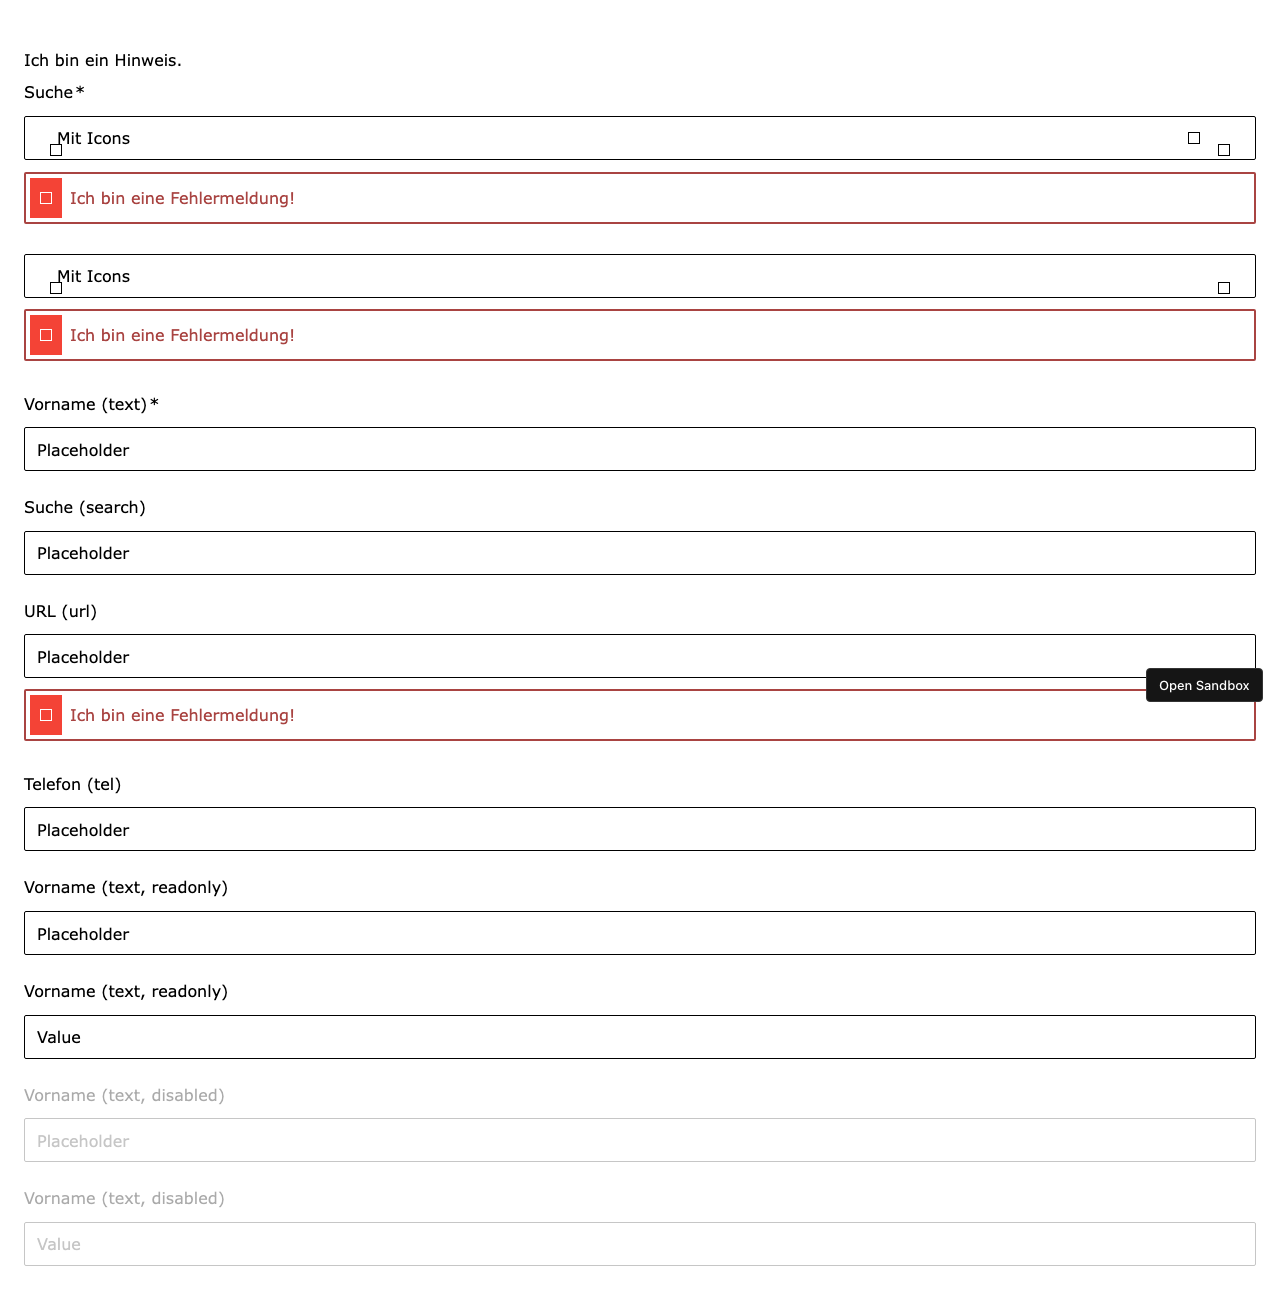 Ich bin ein Hinweis.
Suche*
Mit Icons
Ich bin eine Fehlermeldung!
Mit Icons
Ich bin eine Fehlermeldung!
Vorname (text)*
Placeholder
Suche (search)
Placeholder
URL (url)
Placeholder
Open Sandbox
Ich bin eine Fehlermeldung!
Telefon (tel)
Placeholder
Vorname (text, readonly)
Placeholder
Vorname (text, readonly)
Value
Vorname (text, disabled)
Placeholder
Vorname (text, disabled)
Value